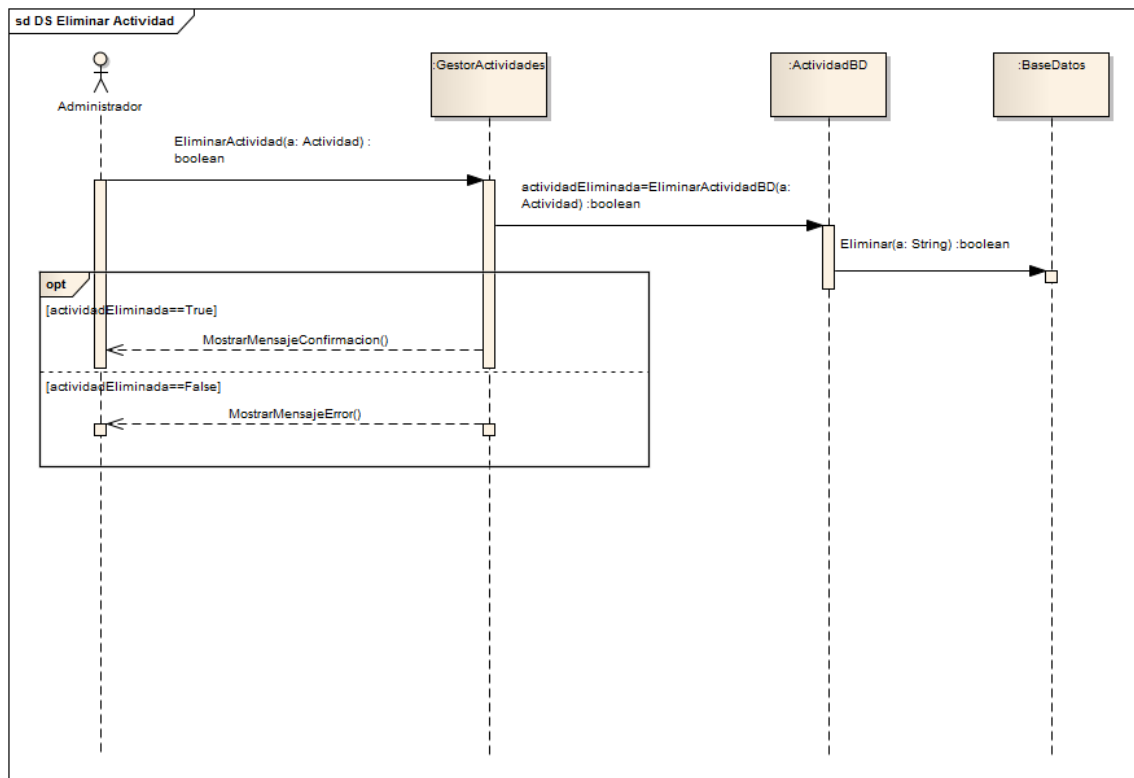 sd DS Eliminar Actividad
Administrador
:GestorActividades
:ActividadBD
:BaseDatos
EliminarActividad(a: Actividad) :
boolean
actividadEliminada=EliminarActividadBD(a:
Actividad) :boolean
Eliminar(a: String) :boolean
opt
[actividadEliminada==True]
MostrarMensajeConfirmacion()
[actividadEliminada==False]
MostrarMensajeError()